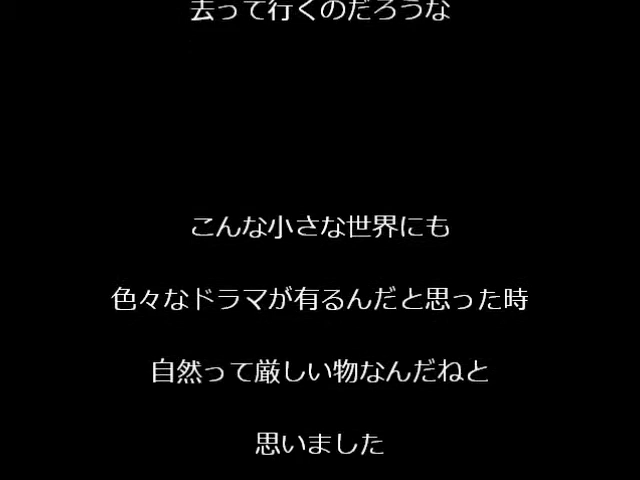 去って行くのだろうな
こんな小さな世界にも
色々なドラマが有るんだと思った時
自然って厳しい物なんだねと
思いました